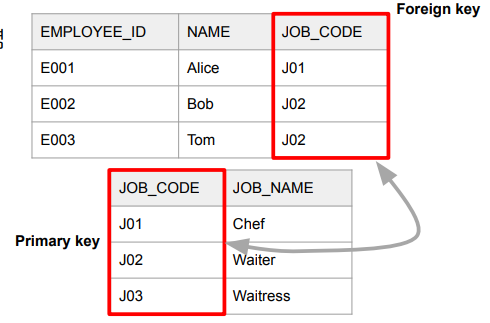 Foreign key
EMPLOYEE_ID NAME JOB_CODE
E001 Alice J01
E002 Bob J02
E003 Tom J02
JOB_CODE JOB_NAME
J01 Chef
Primary key
J02 Waiter
J03 Waitress